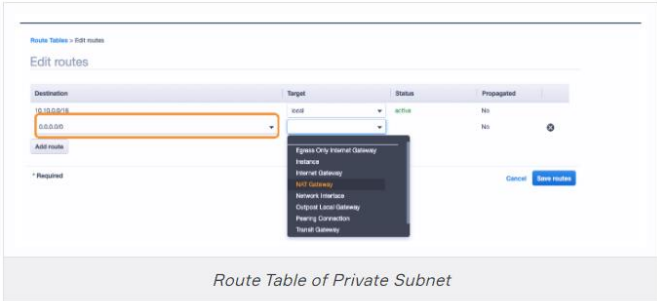 Route Tables > Edit routes
Edit routes
Destination Target Status Propagated
10.10.0.0/16 local active No
0.0.0.0/0 No
Add route
Egress Only Internet Gateway
Instance
Internet Gateway
NAT Gateway
Network Interface
Outpost Local Gateway
Peering Connection
Transit Gateway
* Required Cancel Save routes
Route Table of Private Subnet